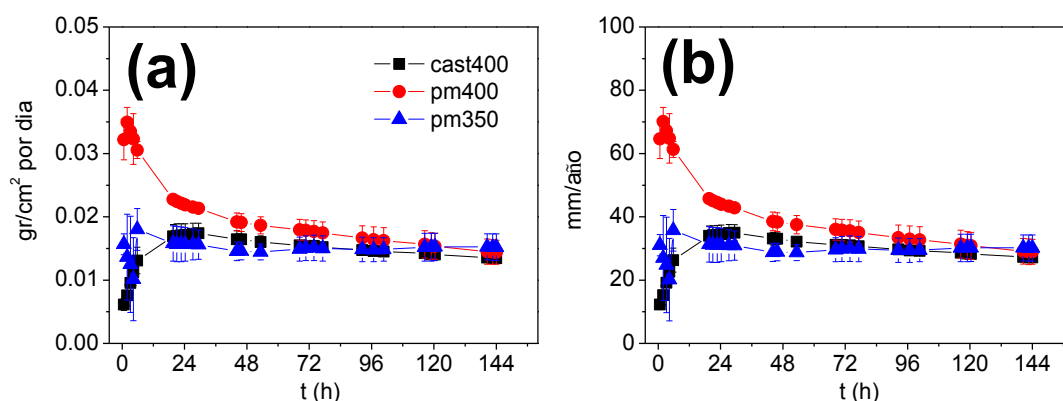 (a)
cast400
pm400
pm350
gr/cm² por dia
0.05
0.04
0.03
0.02
0.01
0.00
0 24 48 72 96 120 144
t (h)
(b)
mm/año
100
80
60
40
20
0
0 24 48 72 96 120 144
t (h)